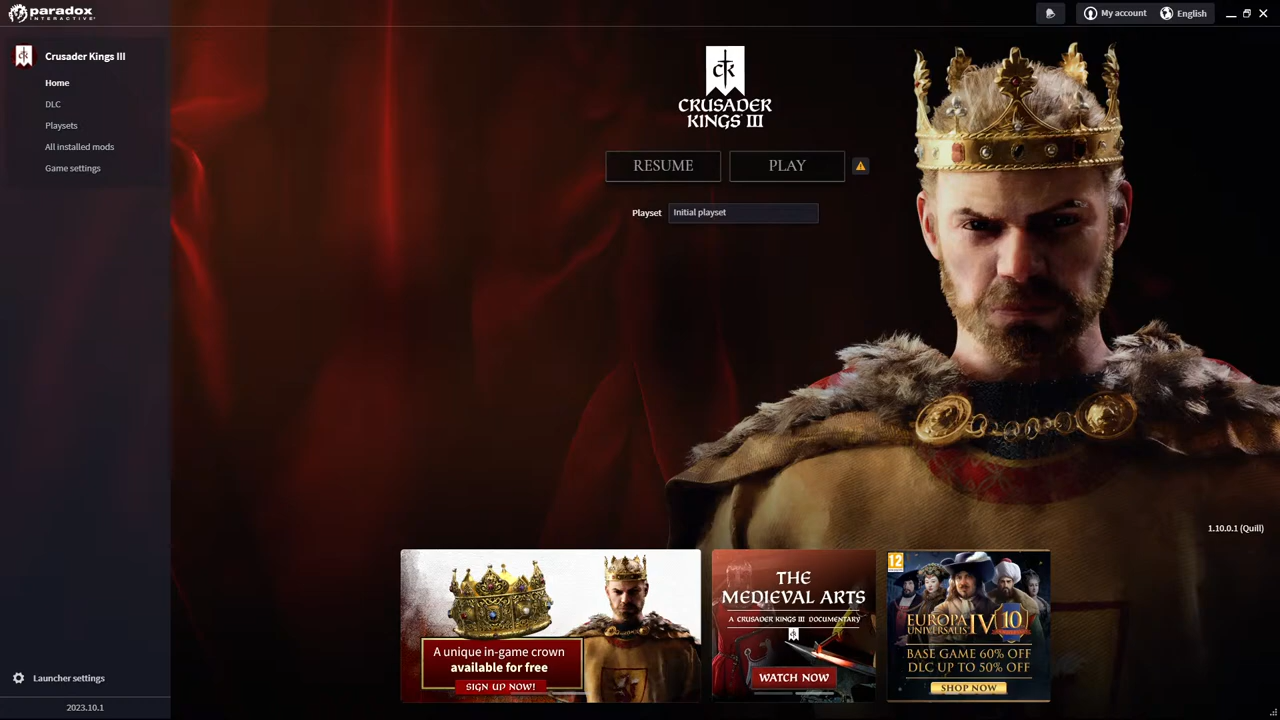 paradox
INTERACTIVE
My account
English
Crusader Kings III
Home
DLC
Playsets
All installed mods
Game settings
CK
CRUSADER
KINGS III
RESUME
PLAY
Playset
Initial playset
1.10.0.1 (Quill)
A unique in-game crown
available for free
SIGN UP NOW!
THE
MEDIEVAL ARTS
A CRUSADER KINGS III DOCUMENTARY
WATCH NOW
12
EUROPA
UNIVERSALIS IV
10
BASE GAME 60% OFF
DLC UP TO 50% OFF
SHOP NOW
Launcher settings
2023.10.1